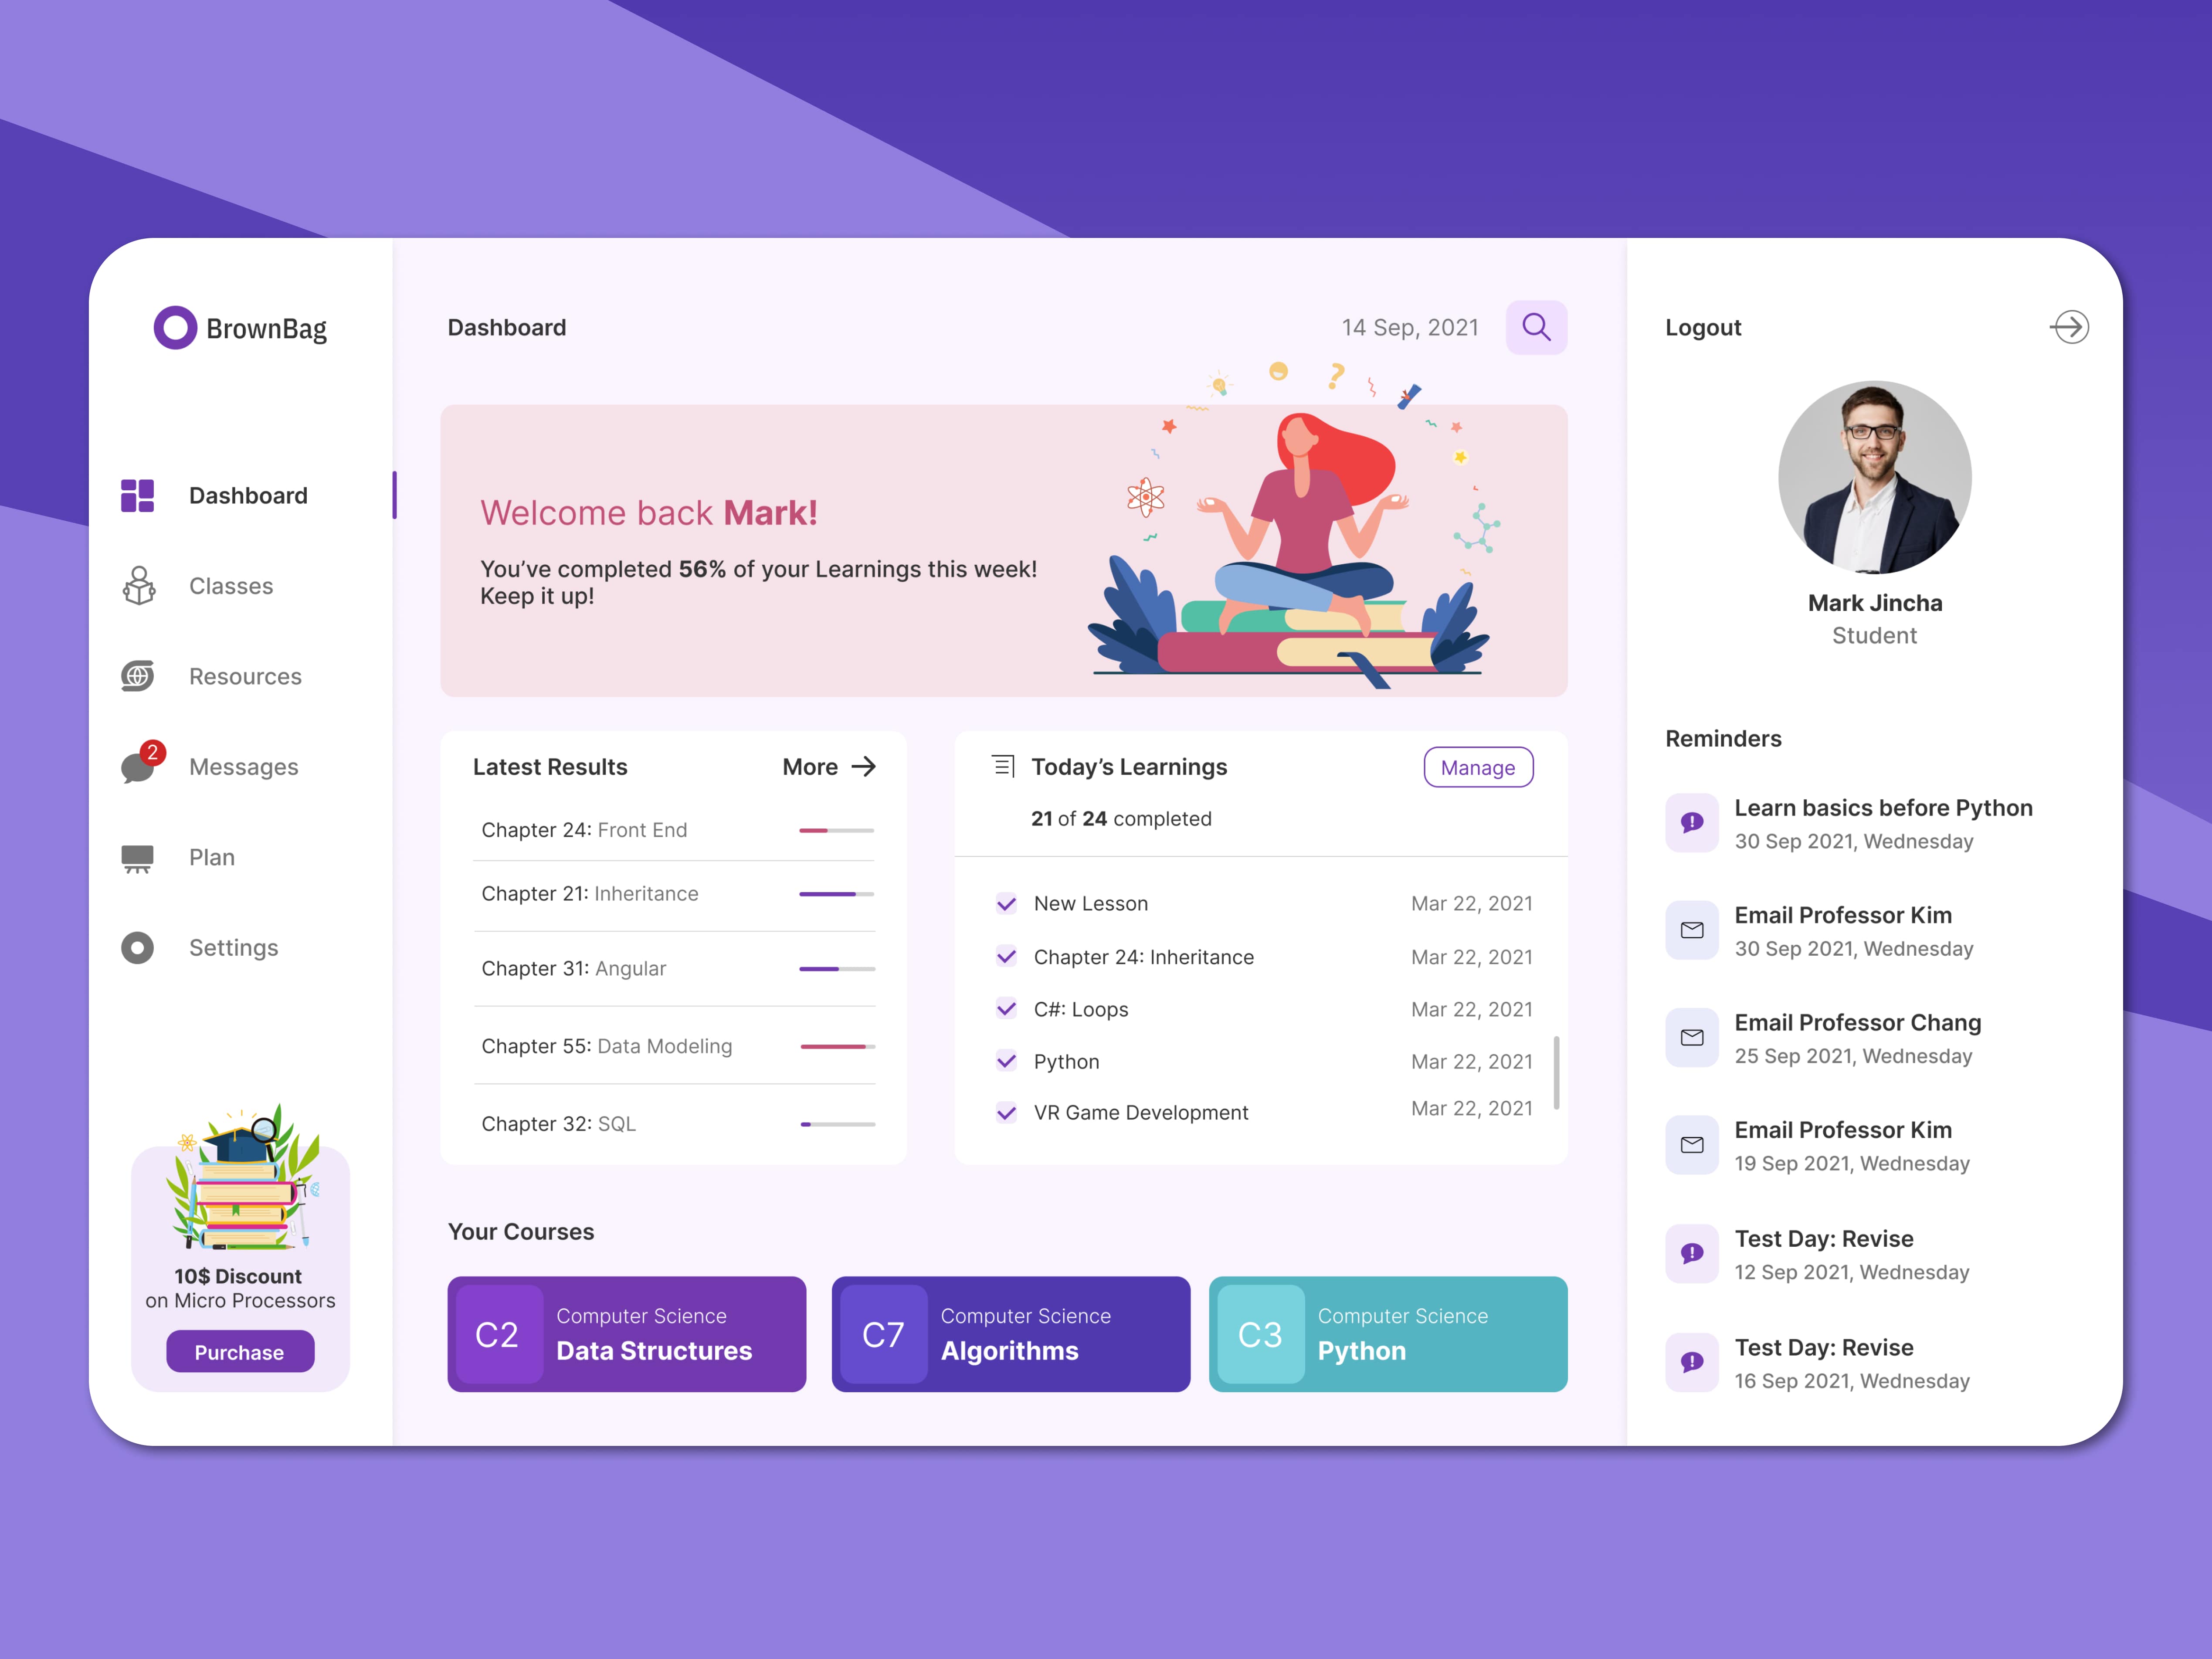 BrownBag
Dashboard
Classes
Resources
2
Messages
Plan
Settings
10$ Discount
on Micro Processors
Purchase
Dashboard
14 Sep, 2021
Welcome back Mark!
You’ve completed 56% of your Learnings this week!
Keep it up!
Latest Results
More
Chapter 24: Front End
Chapter 21: Inheritance
Chapter 31: Angular
Chapter 55: Data Modeling
Chapter 32: SQL
Today’s Learnings
Manage
21 of 24 completed
New Lesson Mar 22, 2021
Chapter 24: Inheritance Mar 22, 2021
C#: Loops Mar 22, 2021
Python Mar 22, 2021
VR Game Development Mar 22, 2021
Your Courses
C2
Computer Science
Data Structures
C7
Computer Science
Algorithms
C3
Computer Science
Python
Logout
Mark Jincha
Student
Reminders
Learn basics before Python
30 Sep 2021, Wednesday
Email Professor Kim
30 Sep 2021, Wednesday
Email Professor Chang
25 Sep 2021, Wednesday
Email Professor Kim
19 Sep 2021, Wednesday
Test Day: Revise
12 Sep 2021, Wednesday
Test Day: Revise
16 Sep 2021, Wednesday